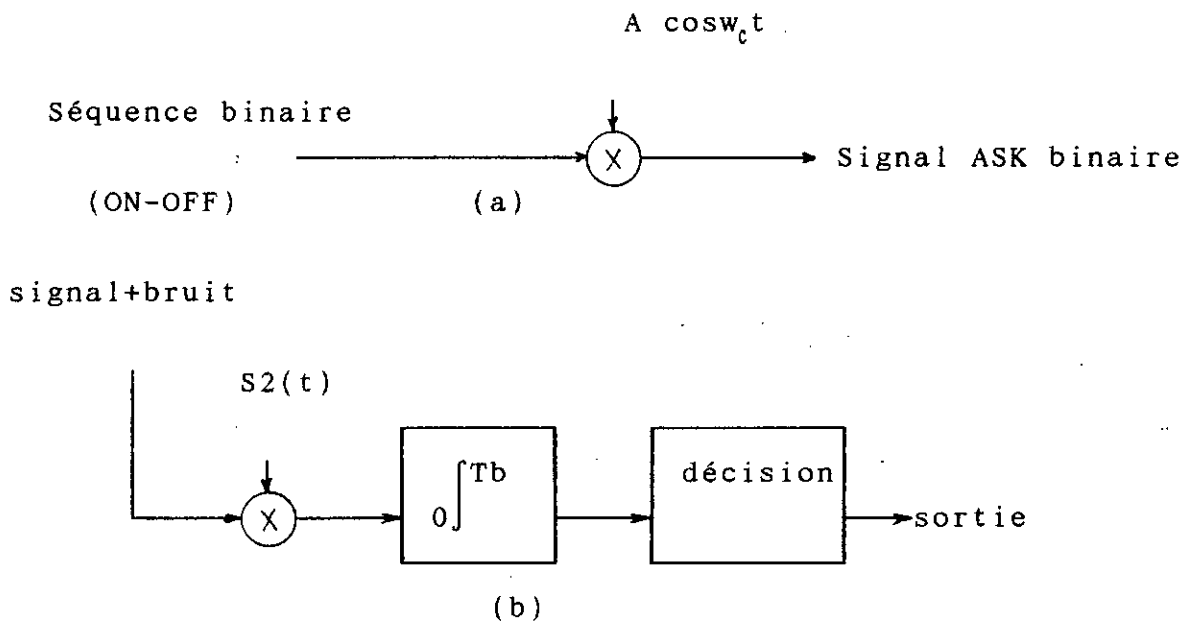 A cosw_c t
Séquence binaire
X
Signal ASK binaire
(ON-OFF)
(a)
signal+bruit
S2(t)
X
0∫Tb
décision
sortie
(b)